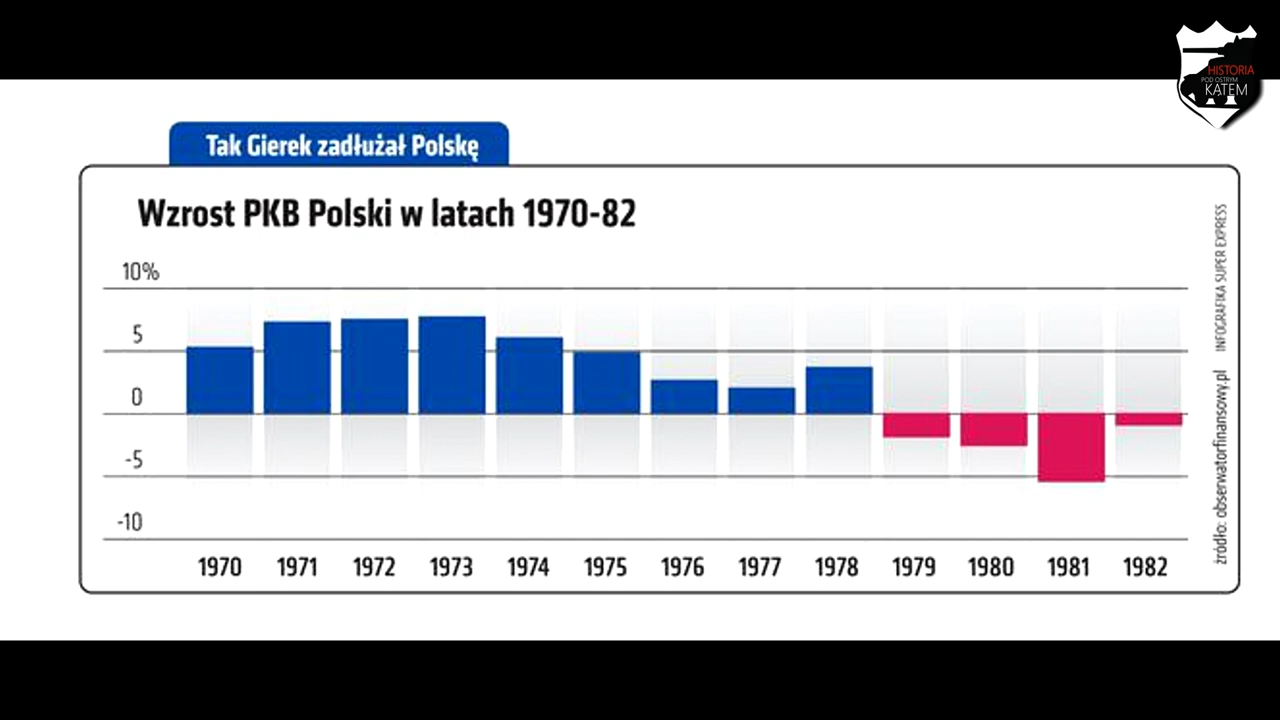 HISTORIA
POD OSTRYM
KĄTEM
Tak Gierek zadłużał Polskę
Wzrost PKB Polski w latach 1970-82
10%
5
0
-5
-10
1970 1971 1972 1973 1974 1975 1976 1977 1978 1979 1980 1981 1982
źródło: obserwatorfinansowy.pl INFOGRAFIKA SUPER EXPRESS